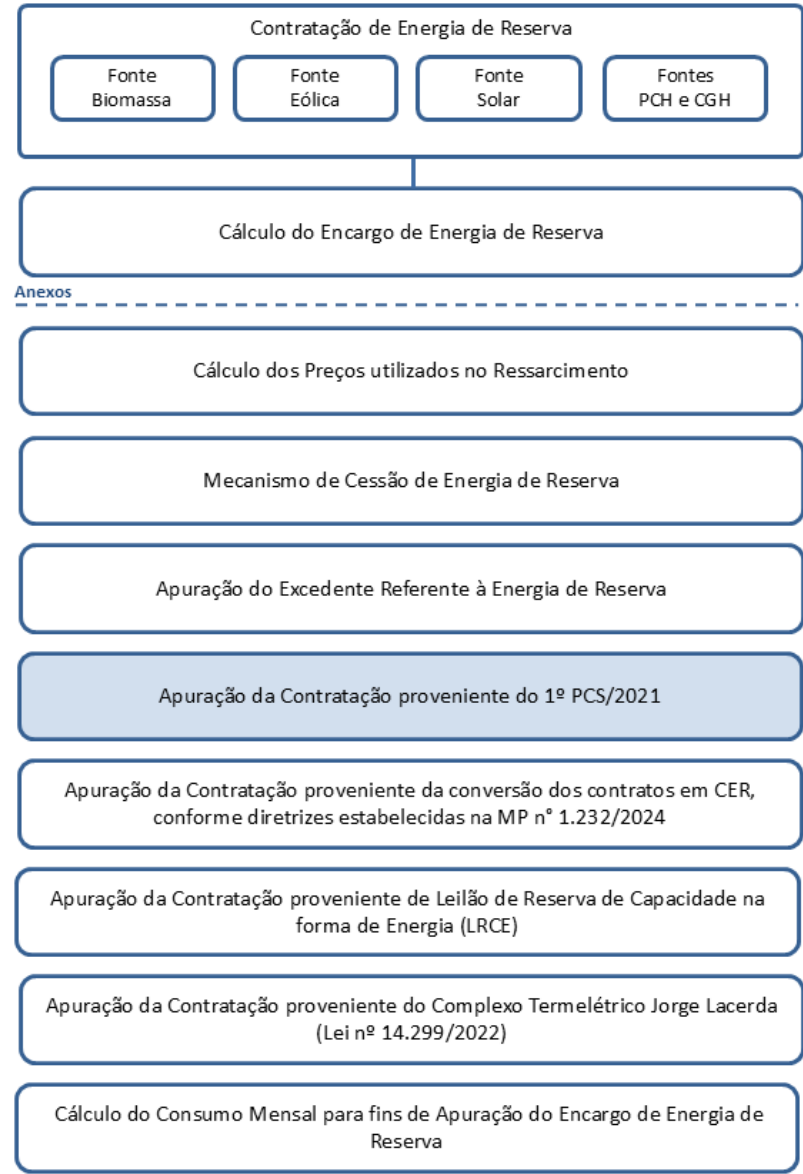 Contratação de Energia de Reserva
Fonte
Biomassa
Fonte
Eólica
Fonte
Solar
Fontes
PCH e CGH
Cálculo do Encargo de Energia de Reserva
Anexos
Cálculo dos Preços utilizados no Ressarcimento
Mecanismo de Cessão de Energia de Reserva
Apuração do Excedente Referente à Energia de Reserva
Apuração da Contratação proveniente do 1º PCS/2021
Apuração da Contratação proveniente da conversão dos contratos em CER,
conforme diretrizes estabelecidas na MP n° 1.232/2024
Apuração da Contratação proveniente de Leilão de Reserva de Capacidade na
forma de Energia (LRCE)
Apuração da Contratação proveniente do Complexo Termelétrico Jorge Lacerda
(Lei nº 14.299/2022)
Cálculo do Consumo Mensal para fins de Apuração do Encargo de Energia de
Reserva